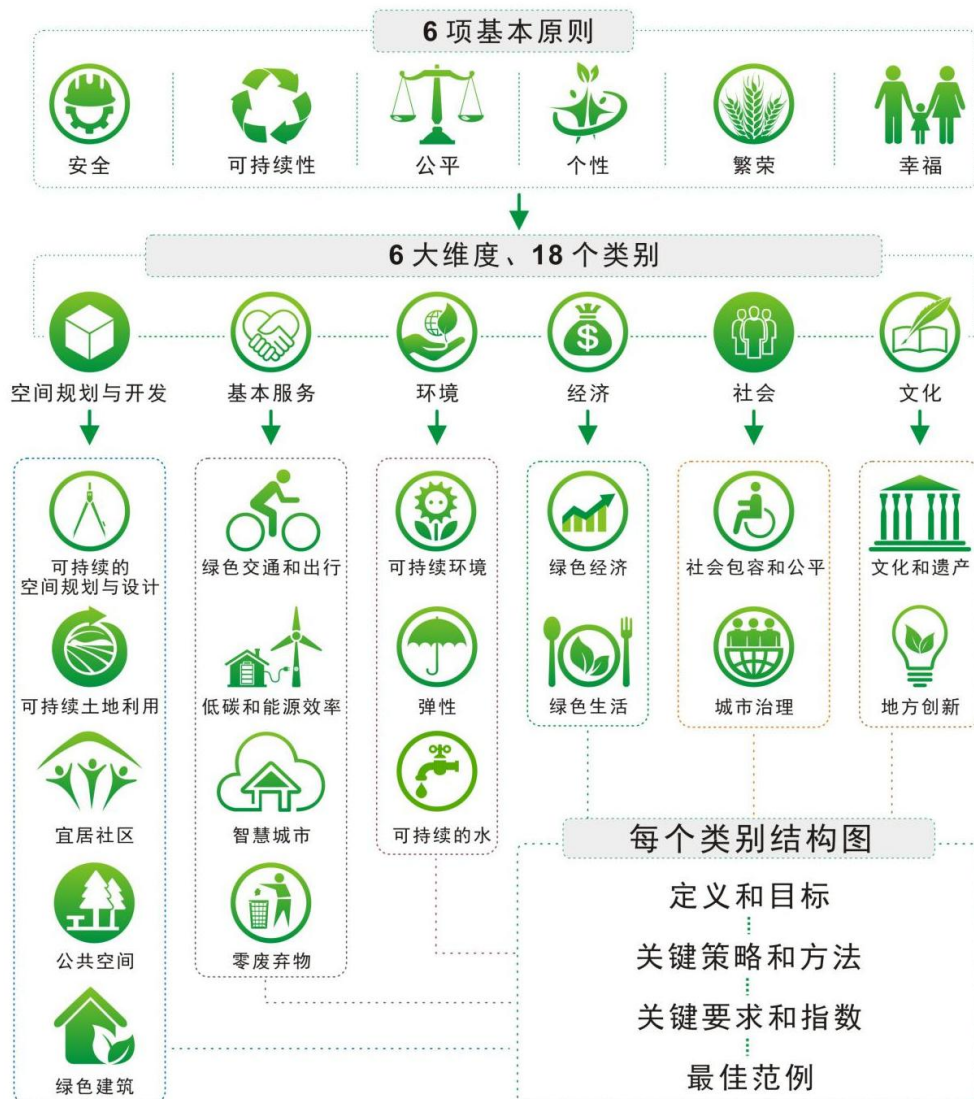 6 项基本原则
安全
可持续性
公平
个性
繁荣
幸福
6 大维度、18 个类别
空间规划与开发
基本服务
环境
经济
社会
文化
可持续的
空间规划与设计
可持续土地利用
宜居社区
公共空间
绿色建筑
绿色交通和出行
低碳和能源效率
智慧城市
零废弃物
可持续环境
弹性
可持续的水
绿色经济
绿色生活
社会包容和公平
城市治理
文化和遗产
地方创新
每个类别结构图
定义和目标
关键策略和方法
关键要求和指数
最佳范例